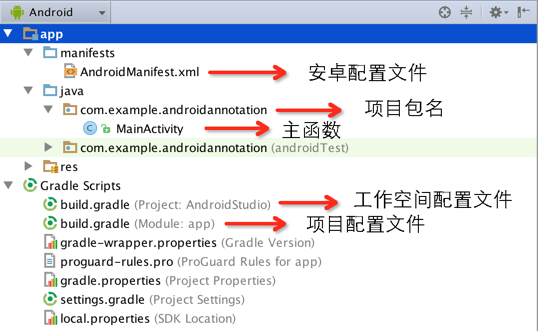 Android
app
manifests
AndroidManifest.xml 安卓配置文件
java
com.example.androidannotation 项目包名
MainActivity 主函数
com.example.androidannotation (androidTest)
res
Gradle Scripts
build.gradle (Project: AndroidStudio) 工作空间配置文件
build.gradle (Module: app) 项目配置文件
gradle-wrapper.properties (Gradle Version)
proguard-rules.pro (ProGuard Rules for app)
gradle.properties (Project Properties)
settings.gradle (Project Settings)
local.properties (SDK Location)